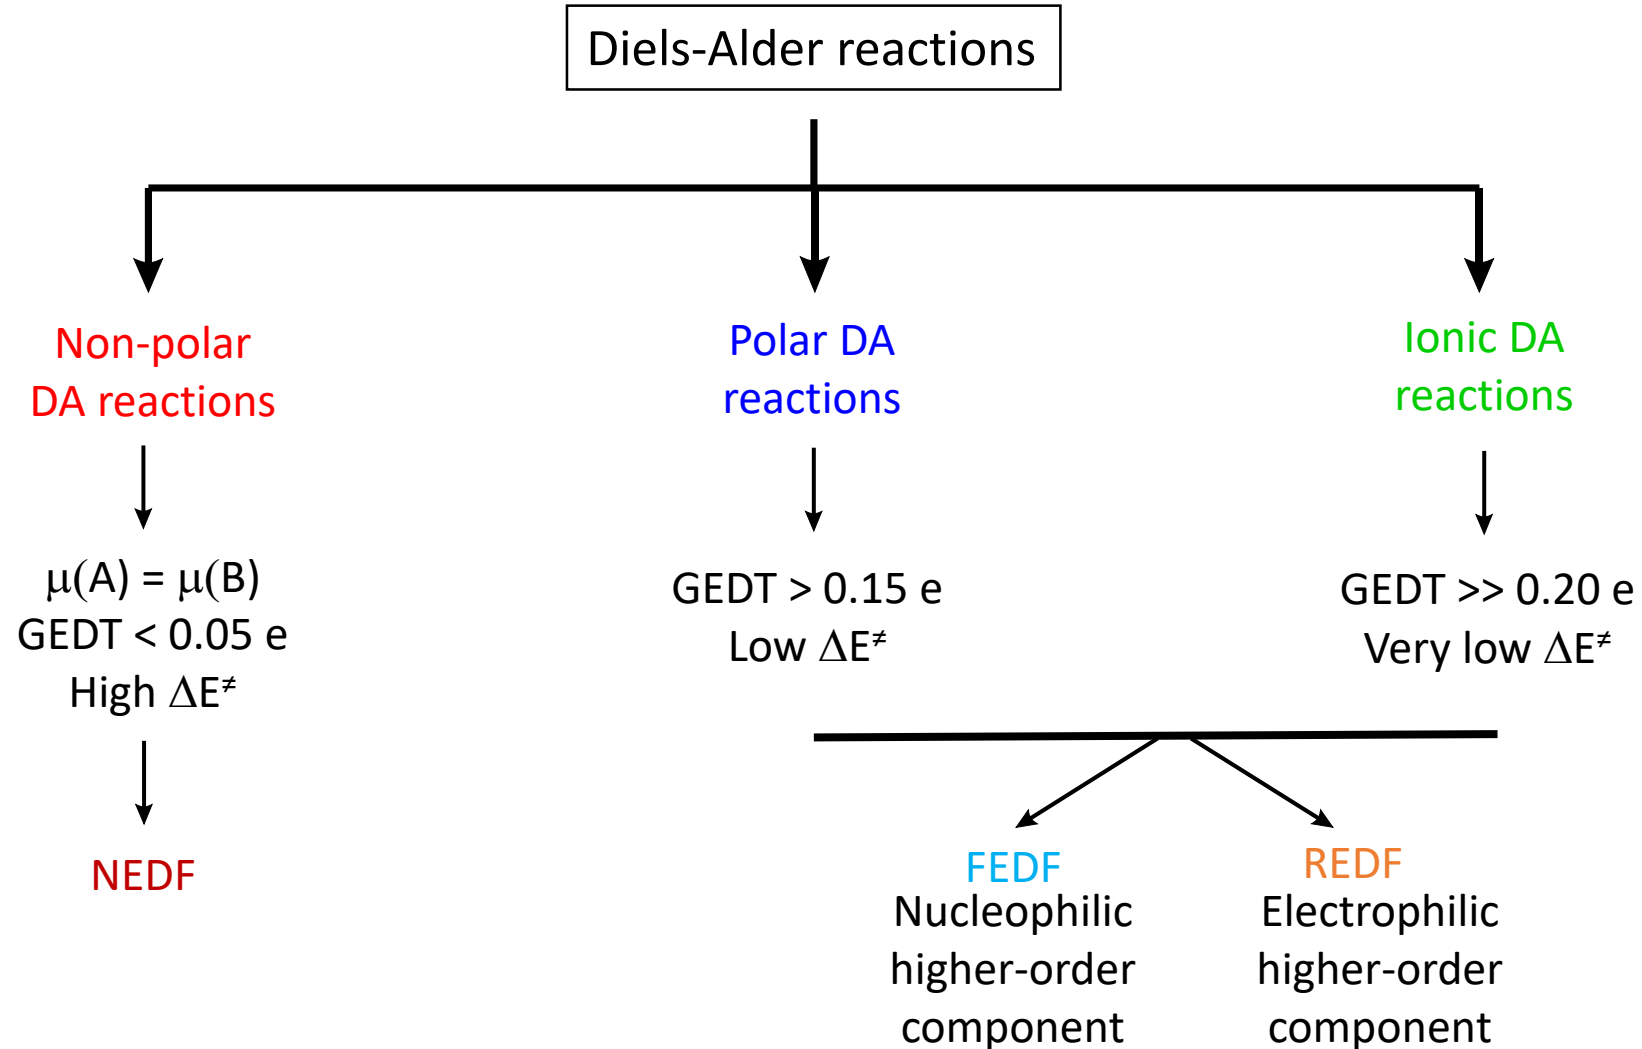 Diels-Alder reactions
Non-polar
DA reactions
μ(A) = μ(B)
GEDT < 0.05 e
High ΔE≠
NEDF
Polar DA
reactions
GEDT > 0.15 e
Low ΔE≠
Ionic DA
reactions
GEDT >> 0.20 e
Very low ΔE≠
FEDF
Nucleophilic
higher-order
component
REDF
Electrophilic
higher-order
component